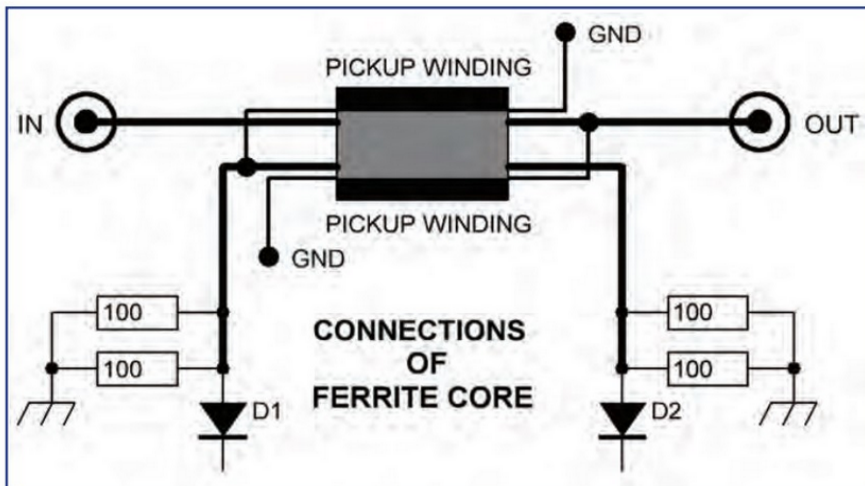 GND
PICKUP WINDING
IN
OUT
PICKUP WINDING
GND
100
100
CONNECTIONS
OF
FERRITE CORE
100
100
D1
D2